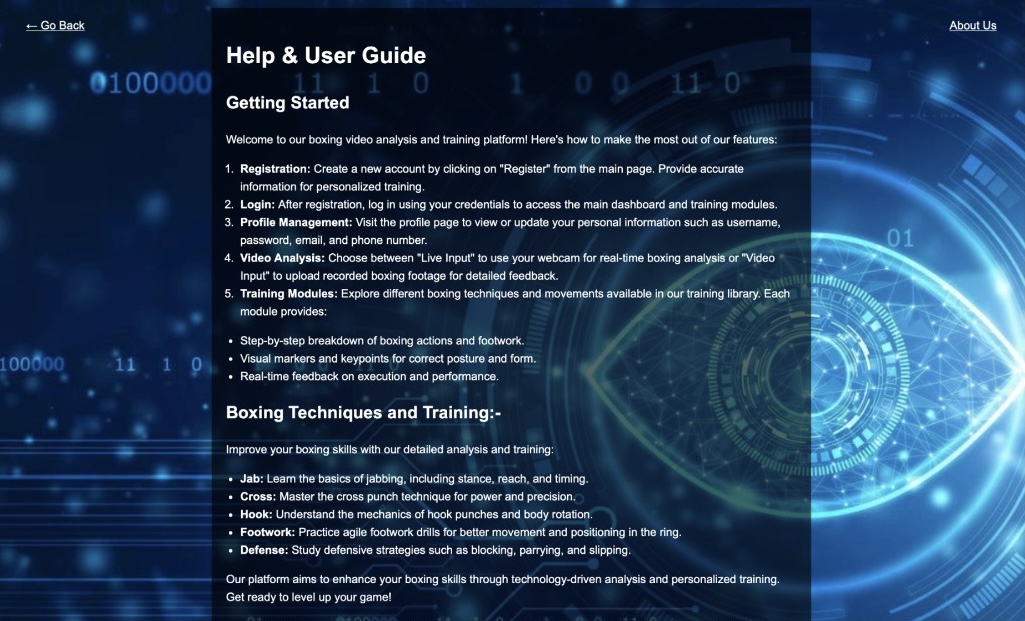 ← Go Back
About Us
Help & User Guide
0100000 11 1 0 1 0 0 11 0
Getting Started
Welcome to our boxing video analysis and training platform! Here's how to make the most out of our features:
1. Registration: Create a new account by clicking on "Register" from the main page. Provide accurate
information for personalized training.
2. Login: After registration, log in using your credentials to access the main dashboard and training modules.
3. Profile Management: Visit the profile page to view or update your personal information such as username,
password, email, and phone number.
01
4. Video Analysis: Choose between "Live Input" to use your webcam for real-time boxing analysis or "Video
Input" to upload recorded boxing footage for detailed feedback.
5. Training Modules: Explore different boxing techniques and movements available in our training library. Each
module provides:
• Step-by-step breakdown of boxing actions and footwork.
• Visual markers and keypoints for correct posture and form.
100000 11 1 0
• Real-time feedback on execution and performance.
Boxing Techniques and Training:-
Improve your boxing skills with our detailed analysis and training:
• Jab: Learn the basics of jabbing, including stance, reach, and timing.
• Cross: Master the cross punch technique for power and precision.
• Hook: Understand the mechanics of hook punches and body rotation.
• Footwork: Practice agile footwork drills for better movement and positioning in the ring.
• Defense: Study defensive strategies such as blocking, parrying, and slipping.
Our platform aims to enhance your boxing skills through technology-driven analysis and personalized training.
Get ready to level up your game!